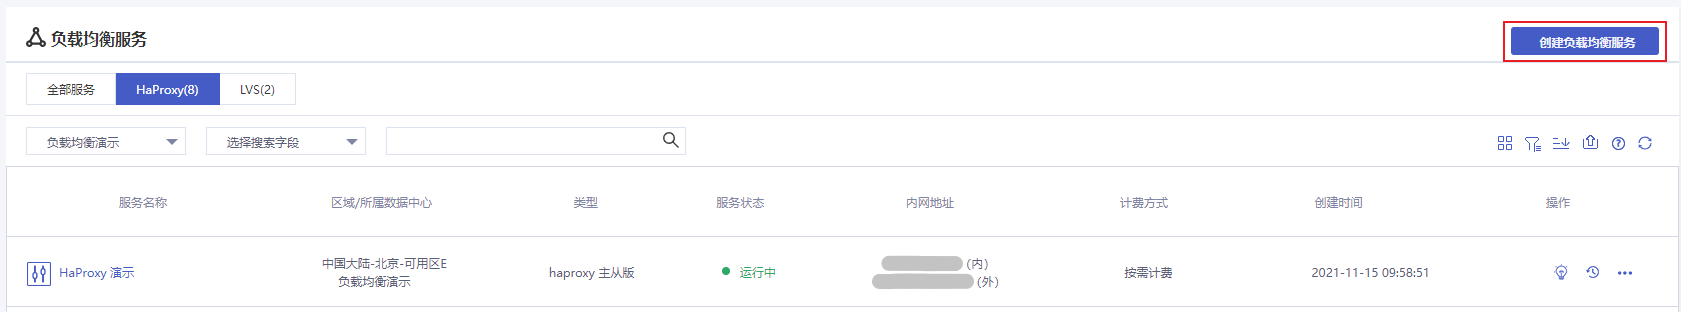 负载均衡服务
创建负载均衡服务
全部服务 HaProxy(8) LVS(2)
负载均衡演示 选择搜索字段
服务名称 区域/所属数据中心 类型 服务状态 内网地址 计费方式 创建时间 操作
HaProxy 演示 中国大陆-北京-可用区E haproxy 主从版 运行中 (内) 按需计费 2021-11-15 09:58:51
负载均衡演示 (外)